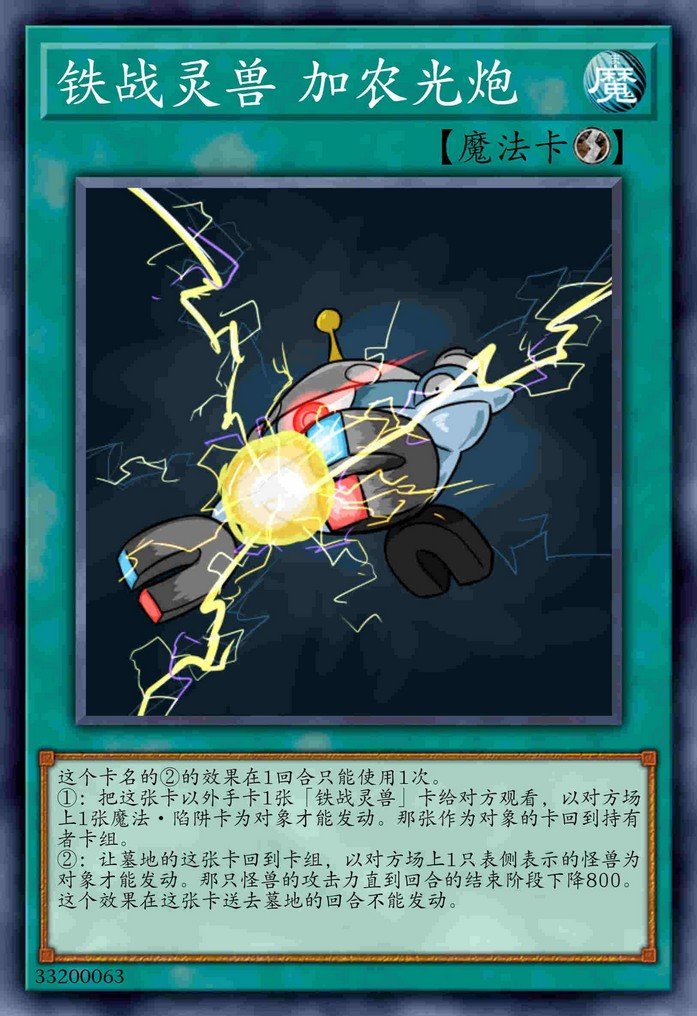 铁战灵兽 加农光炮
魔
【魔法卡】
这个卡名的②的效果在1回合只能使用1次。
①：把这张卡以外手卡1张「铁战灵兽」卡给对方观看，以对方场
上1张魔法·陷阱卡为对象才能发动。那张作为对象的卡回到持有
者卡组。
②：让墓地的这张卡回到卡组，以对方场上1只表侧表示的怪兽为
对象才能发动。那只怪兽的攻击力直到回合的结束阶段下降800。
这个效果在这张卡送去墓地的回合不能发动。
33200063